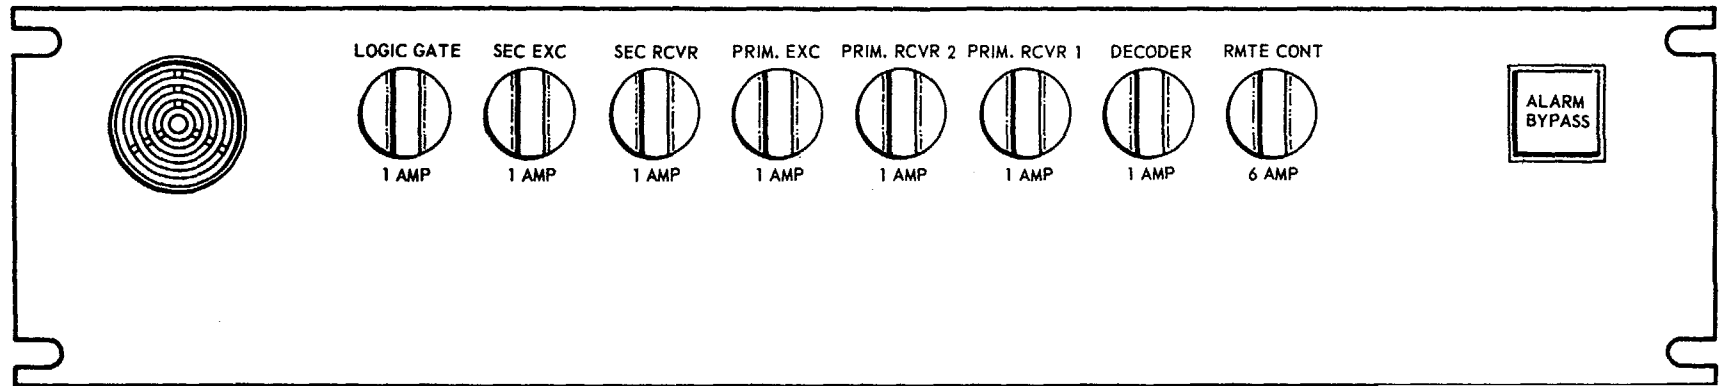 LOGIC GATE SEC EXC SEC RCVR PRIM. EXC PRIM. RCVR 2 PRIM. RCVR 1 DECODER RMTE CONT
1 AMP 1 AMP 1 AMP 1 AMP 1 AMP 1 AMP 1 AMP 6 AMP
ALARM
BYPASS